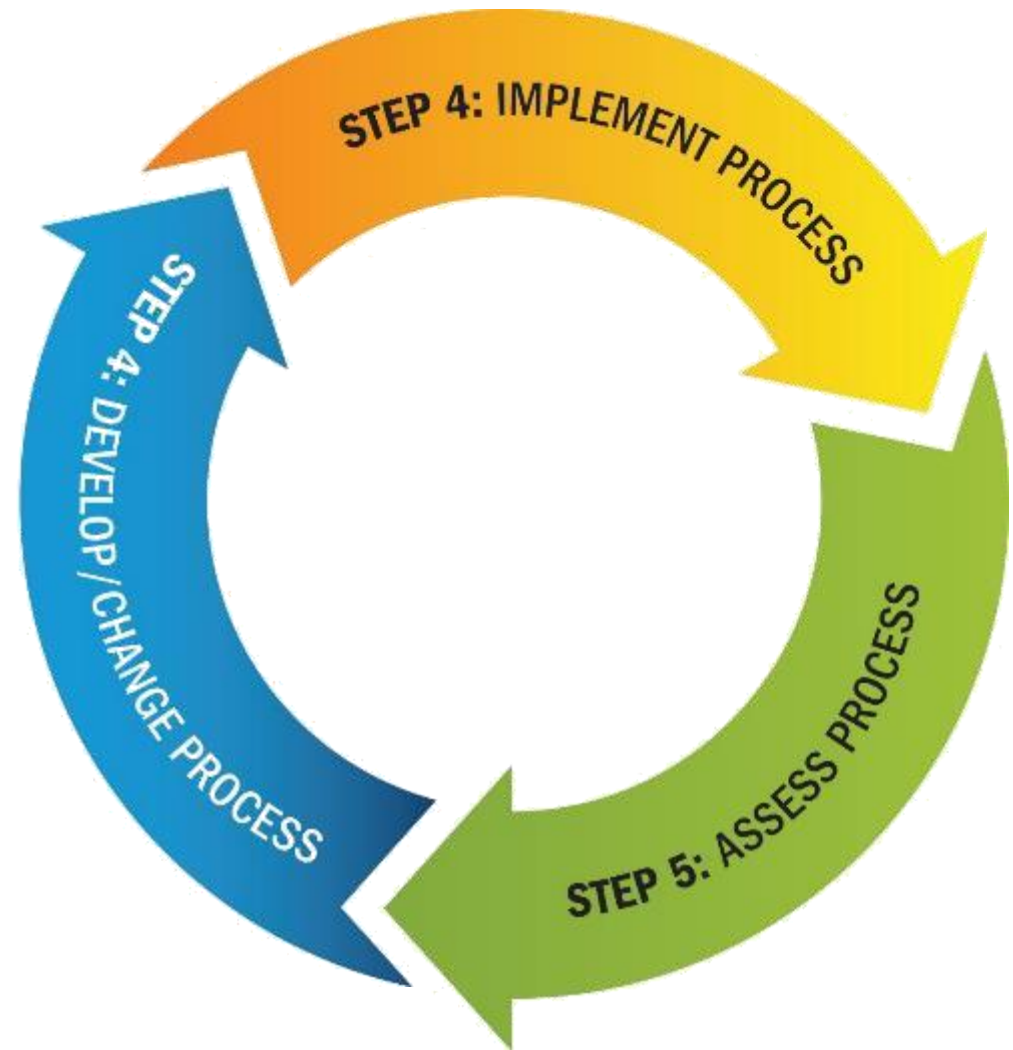 STEP 4: IMPLEMENT PROCESS
STEP 5: ASSESS PROCESS
STEP 4: DEVELOP/CHANGE PROCESS